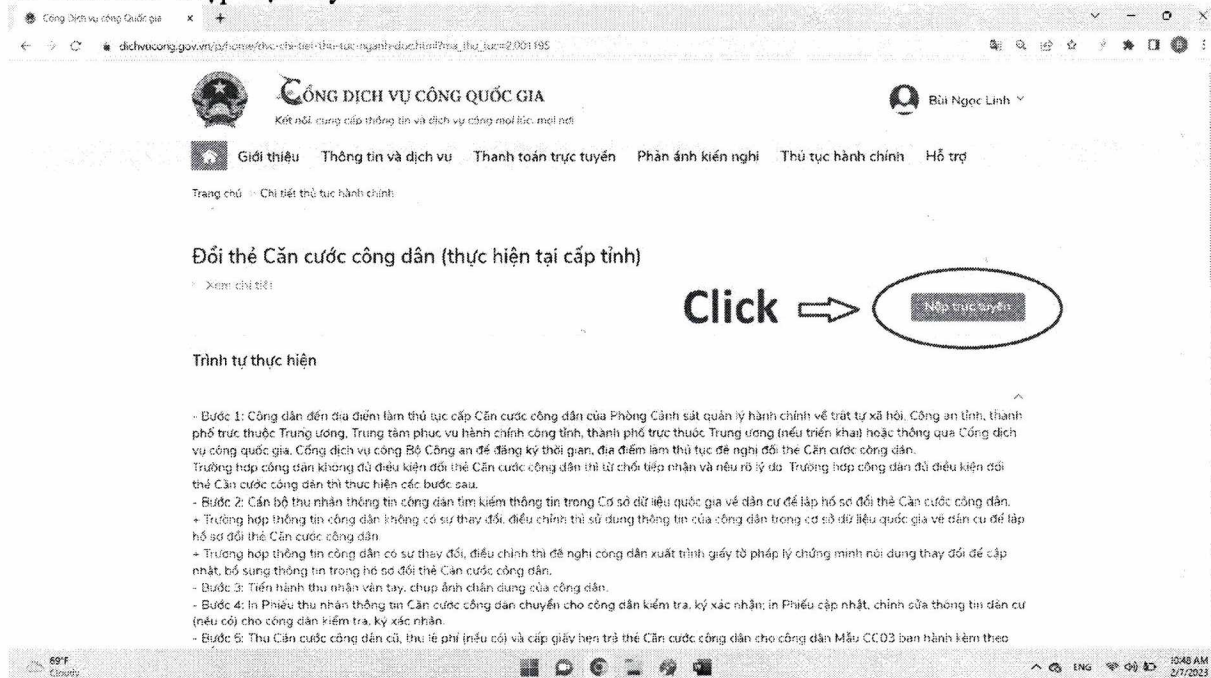 Cổng Dịch vụ công Quốc gia
dichvucong.gov.vn/p/home/dvc-chi-tiet-thu-tuc-nganh-doc.html?ma_thu_tuc=2.001195
CỔNG DỊCH VỤ CÔNG QUỐC GIA
Kết nối, cung cấp thông tin và dịch vụ công mọi lúc, mọi nơi
Bùi Ngọc Linh
Giới thiệu Thông tin và dịch vụ Thanh toán trực tuyến Phản ánh kiến nghị Thủ tục hành chính Hỗ trợ
Trang chủ Chi tiết thủ tục hành chính
Đổi thẻ Căn cước công dân (thực hiện tại cấp tỉnh)
Xem chi tiết
Click
Nộp trực tuyến
Trình tự thực hiện
- Bước 1: Công dân đến địa điểm làm thủ tục cấp Căn cước công dân của Phòng Cảnh sát quản lý hành chính về trật tự xã hội, Công an tỉnh, thành
phố trực thuộc Trung ương, Trung tâm phục vụ hành chính công tỉnh, thành phố trực thuộc Trung ương (nếu triển khai) hoặc thông qua Cổng dịch
vụ công quốc gia, Cổng dịch vụ công Bộ Công an để đăng ký thời gian, địa điểm làm thủ tục đề nghị đổi thẻ Căn cước công dân.
Trường hợp công dân không đủ điều kiện đổi thẻ Căn cước công dân thì từ chối tiếp nhận và nêu rõ lý do. Trường hợp công dân đủ điều kiện đổi
thẻ Căn cước công dân thì thực hiện các bước sau.
- Bước 2: Cán bộ thu nhận thông tin công dân tìm kiếm thông tin trong Cơ sở dữ liệu quốc gia về dân cư để lập hồ sơ đổi thẻ Căn cước công dân.
+ Trường hợp thông tin công dân không có sự thay đổi, điều chỉnh thì sử dụng thông tin của công dân trong cơ sở dữ liệu quốc gia về dân cư để lập
hồ sơ đổi thẻ Căn cước công dân
+ Trường hợp thông tin công dân có sự thay đổi, điều chỉnh thì đề nghị công dân xuất trình giấy tờ pháp lý chứng minh nội dung thay đổi để cập
nhật, bổ sung thông tin trong hồ sơ đổi thẻ Căn cước công dân.
- Bước 3: Tiến hành thu nhận vân tay, chụp ảnh chân dung của công dân.
- Bước 4: In Phiếu thu nhận thông tin Căn cước công dân chuyển cho công dân kiểm tra, ký xác nhận; in Phiếu cập nhật, chỉnh sửa thông tin dân cư
(nếu có) cho công dân kiểm tra, ký xác nhận.
- Bước 5: Thu Căn cước công dân cũ, thu lệ phí (nếu có) và cấp giấy hẹn trả thẻ Căn cước công dân cho công dân Mẫu CC03 ban hành kèm theo
69°F
Cloudy
ENG
10:48 AM
2/7/2023